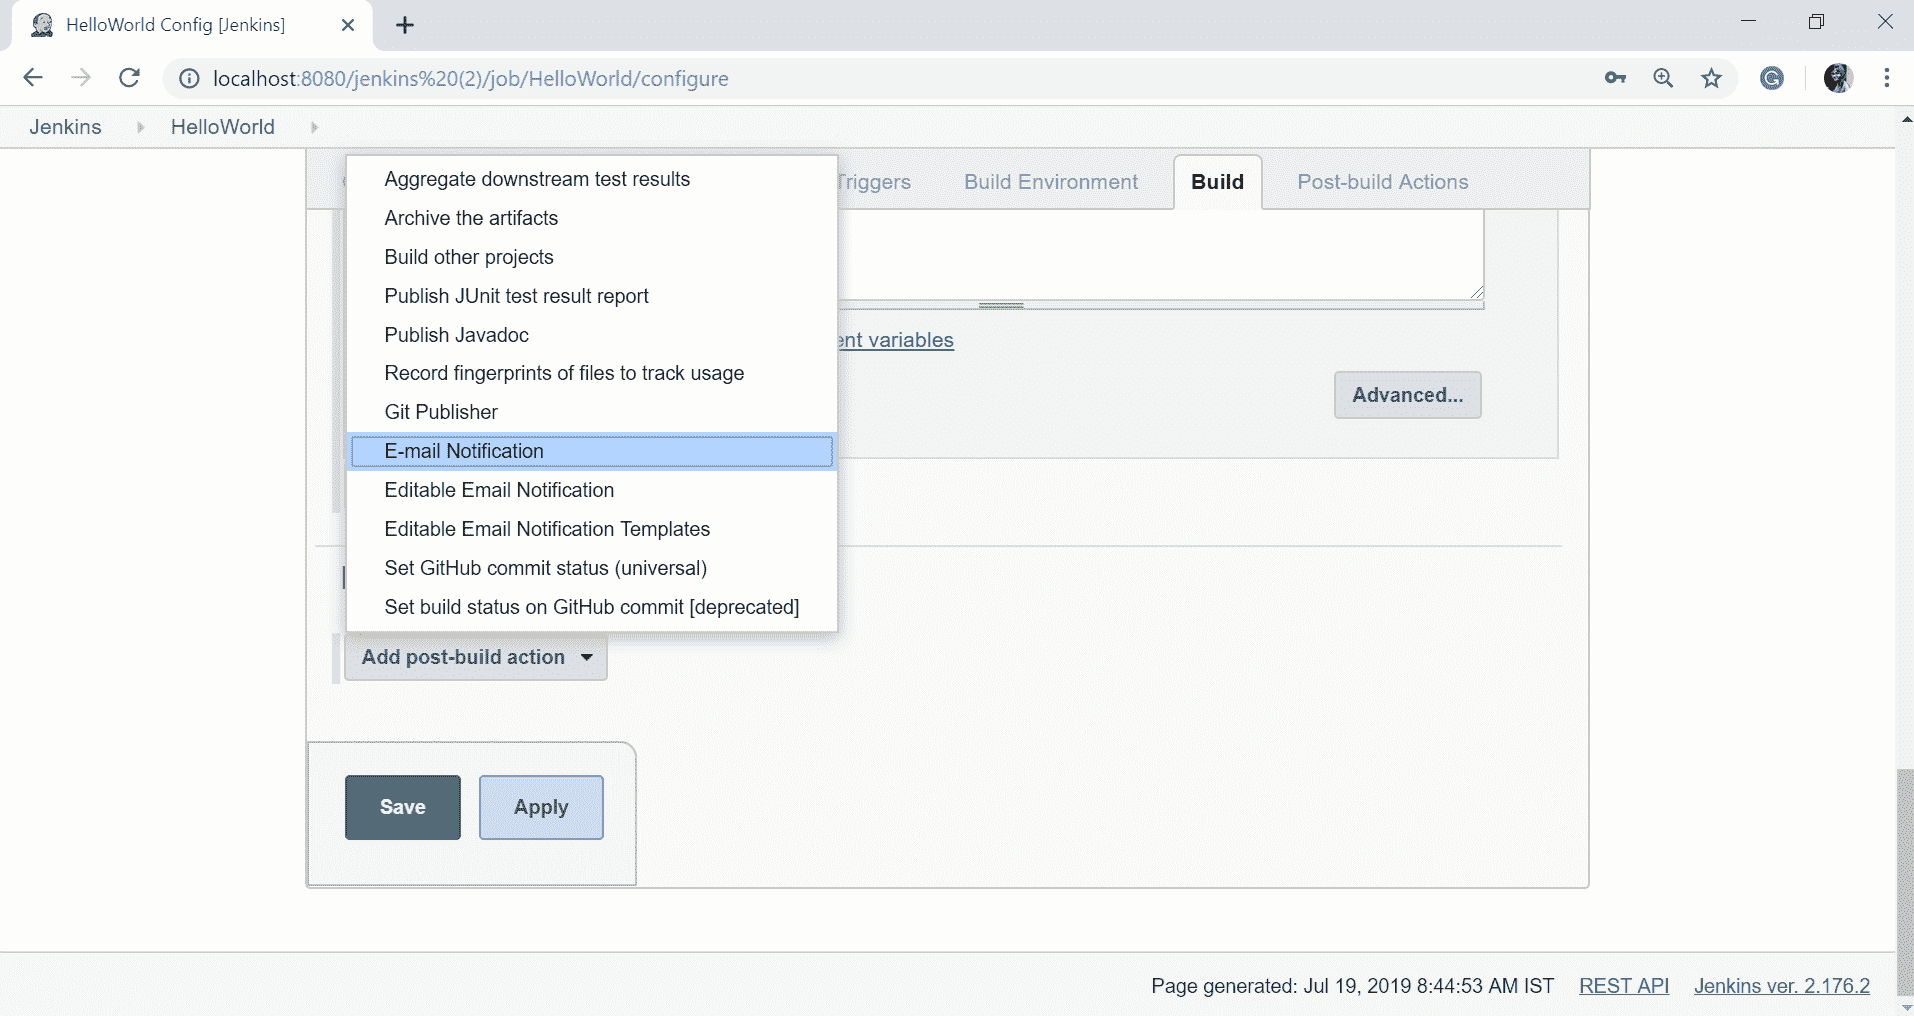 HelloWorld Config [Jenkins]
localhost:8080/jenkins%20(2)/job/HelloWorld/configure
Jenkins HelloWorld
Triggers Build Environment Build Post-build Actions
Aggregate downstream test results
Archive the artifacts
Build other projects
Publish JUnit test result report
Publish Javadoc
Record fingerprints of files to track usage
Git Publisher
E-mail Notification
Editable Email Notification
Editable Email Notification Templates
Set GitHub commit status (universal)
Set build status on GitHub commit [deprecated]
variables
Advanced...
Add post-build action
Save Apply
Page generated: Jul 19, 2019 8:44:53 AM IST REST API Jenkins ver. 2.176.2